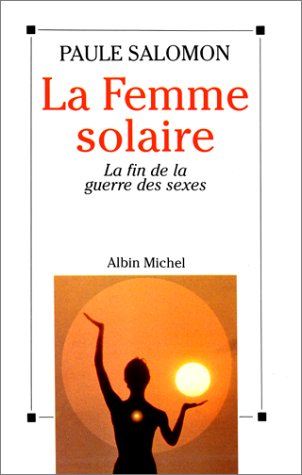 PAULE SALOMON
La Femme
solaire
La fin de la
guerre des sexes
Albin Michel